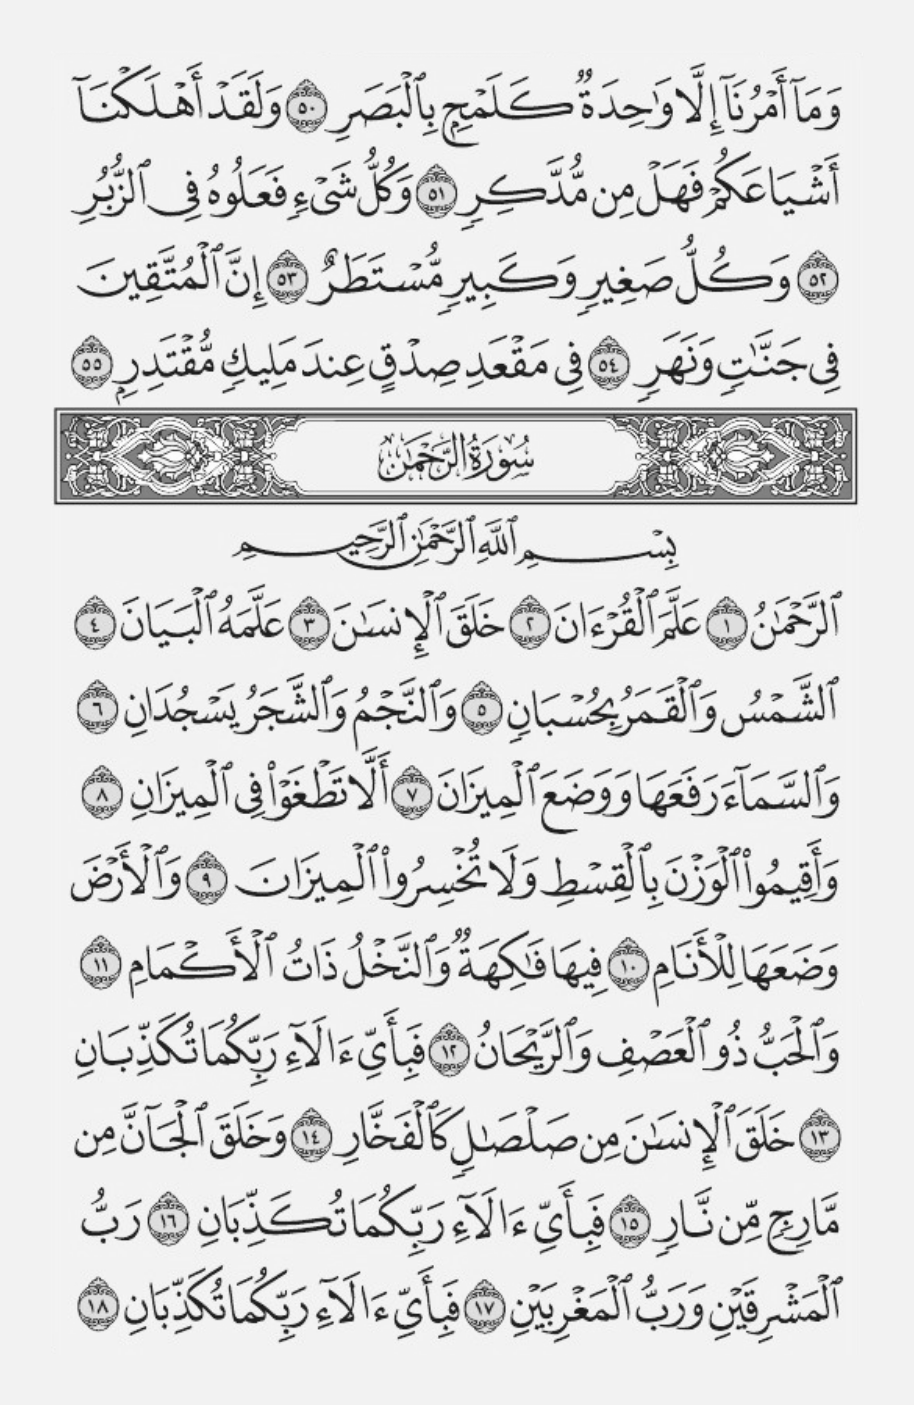 وَمَآ أَمْرُنَآ إِلَّا وَٰحِدَةٌ كَلَمْحٍۭ بِٱلْبَصَرِ ٥٠ وَلَقَدْ أَهْلَكْنَآ
أَشْيَاعَكُمْ فَهَلْ مِن مُّدَّكِرٍ ٥١ وَكُلُّ شَىْءٍ فَعَلُوهُ فِى ٱلزُّبُرِ
٥٢ وَكُلُّ صَغِيرٍ وَكَبِيرٍ مُّسْتَطَرٌ ٥٣ إِنَّ ٱلْمُتَّقِينَ
فِى جَنَّٰتٍ وَنَهَرٍ ٥٤ فِى مَقْعَدِ صِدْقٍ عِندَ مَلِيكٍ مُّقْتَدِرٍۭ ٥٥
سُورَةُ الرَّحْمَٰن
بِسْمِ ٱللَّهِ ٱلرَّحْمَٰنِ ٱلرَّحِيمِ
ٱلرَّحْمَٰنُ ١ عَلَّمَ ٱلْقُرْءَانَ ٢ خَلَقَ ٱلْإِنسَٰنَ ٣ عَلَّمَهُ ٱلْبَيَانَ ٤
ٱلشَّمْسُ وَٱلْقَمَرُ بِحُسْبَانٍ ٥ وَٱلنَّجْمُ وَٱلشَّجَرُ يَسْجُدَانِ ٦
وَٱلسَّمَآءَ رَفَعَهَا وَوَضَعَ ٱلْمِيزَانَ ٧ أَلَّا تَطْغَوْا۟ فِى ٱلْمِيزَانِ ٨
وَأَقِيمُوا۟ ٱلْوَزْنَ بِٱلْقِسْطِ وَلَا تُخْسِرُوا۟ ٱلْمِيزَانَ ٩ وَٱلْأَرْضَ
وَضَعَهَا لِلْأَنَامِ ١٠ فِيهَا فَٰكِهَةٌ وَٱلنَّخْلُ ذَاتُ ٱلْأَكْمَامِ ١١
وَٱلْحَبُّ ذُو ٱلْعَصْفِ وَٱلرَّيْحَانُ ١٢ فَبِأَىِّ ءَالَآءِ رَبِّكُمَا تُكَذِّبَانِ
١٣ خَلَقَ ٱلْإِنسَٰنَ مِن صَلْصَٰلٍ كَٱلْفَخَّارِ ١٤ وَخَلَقَ ٱلْجَآنَّ مِن
مَّارِجٍ مِّن نَّارٍ ١٥ فَبِأَىِّ ءَالَآءِ رَبِّكُمَا تُكَذِّبَانِ ١٦ رَبُّ
ٱلْمَشْرِقَيْنِ وَرَبُّ ٱلْمَغْرِبَيْنِ ١٧ فَبِأَىِّ ءَالَآءِ رَبِّكُمَا تُكَذِّبَانِ ١٨